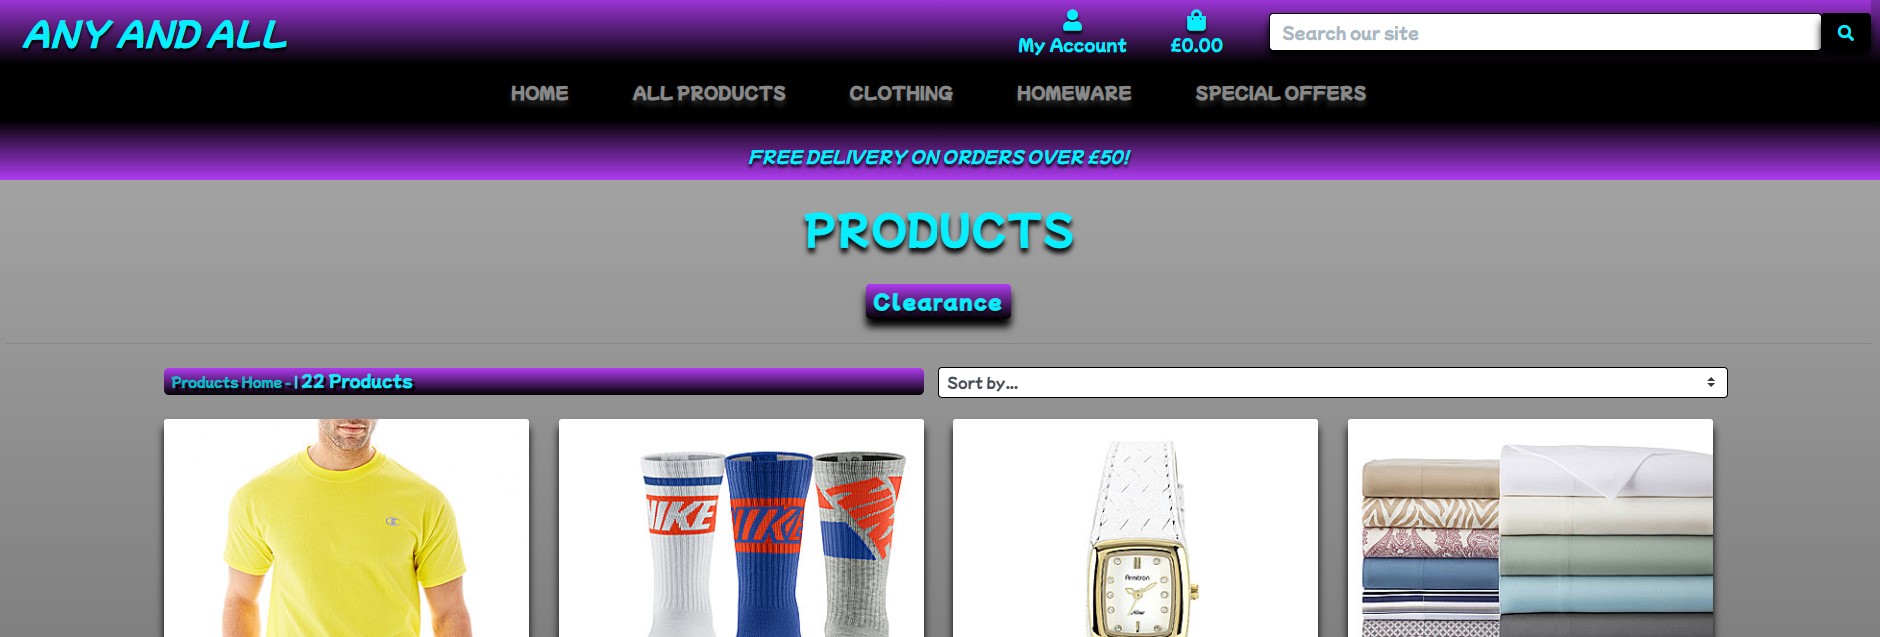 ANY AND ALL
My Account
£0.00
Search our site
HOME
ALL PRODUCTS
CLOTHING
HOMEWARE
SPECIAL OFFERS
FREE DELIVERY ON ORDERS OVER £50!
PRODUCTS
Clearance
Products Home - | 22 Products
Sort by...
NIKE
NIKE
Armitron